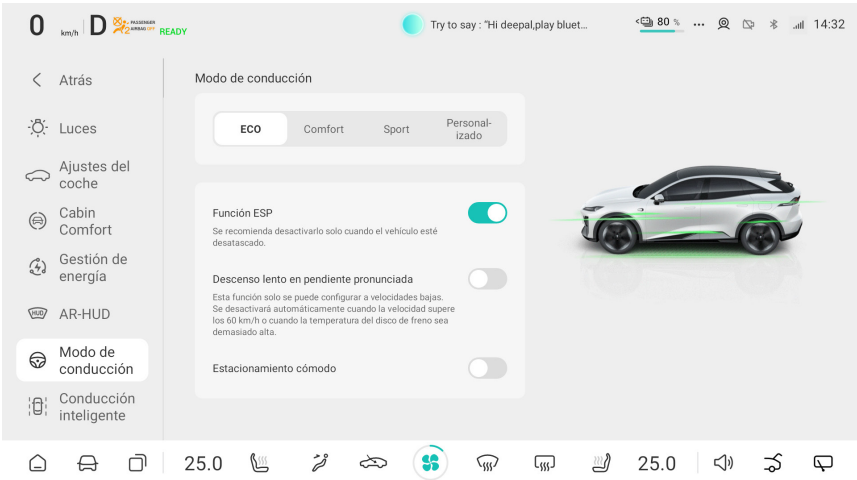 0 km/h D PASSENGER
AIRBAG OFF READY
Try to say : “Hi deepal,play bluet...
80 %
14:32
Atrás
Luces
Ajustes del
coche
Cabin
Comfort
Gestión de
energía
HUD AR-HUD
Modo de
conducción
Conducción
inteligente
Modo de conducción
ECO
Comfort
Sport
Personal-
izado
Función ESP
Se recomienda desactivarlo solo cuando el vehículo esté
desatascado.
Descenso lento en pendiente pronunciada
Esta función solo se puede configurar a velocidades bajas.
Se desactivará automáticamente cuando la velocidad supere
los 60 km/h o cuando la temperatura del disco de freno sea
demasiado alta.
Estacionamiento cómodo
25.0
25.0